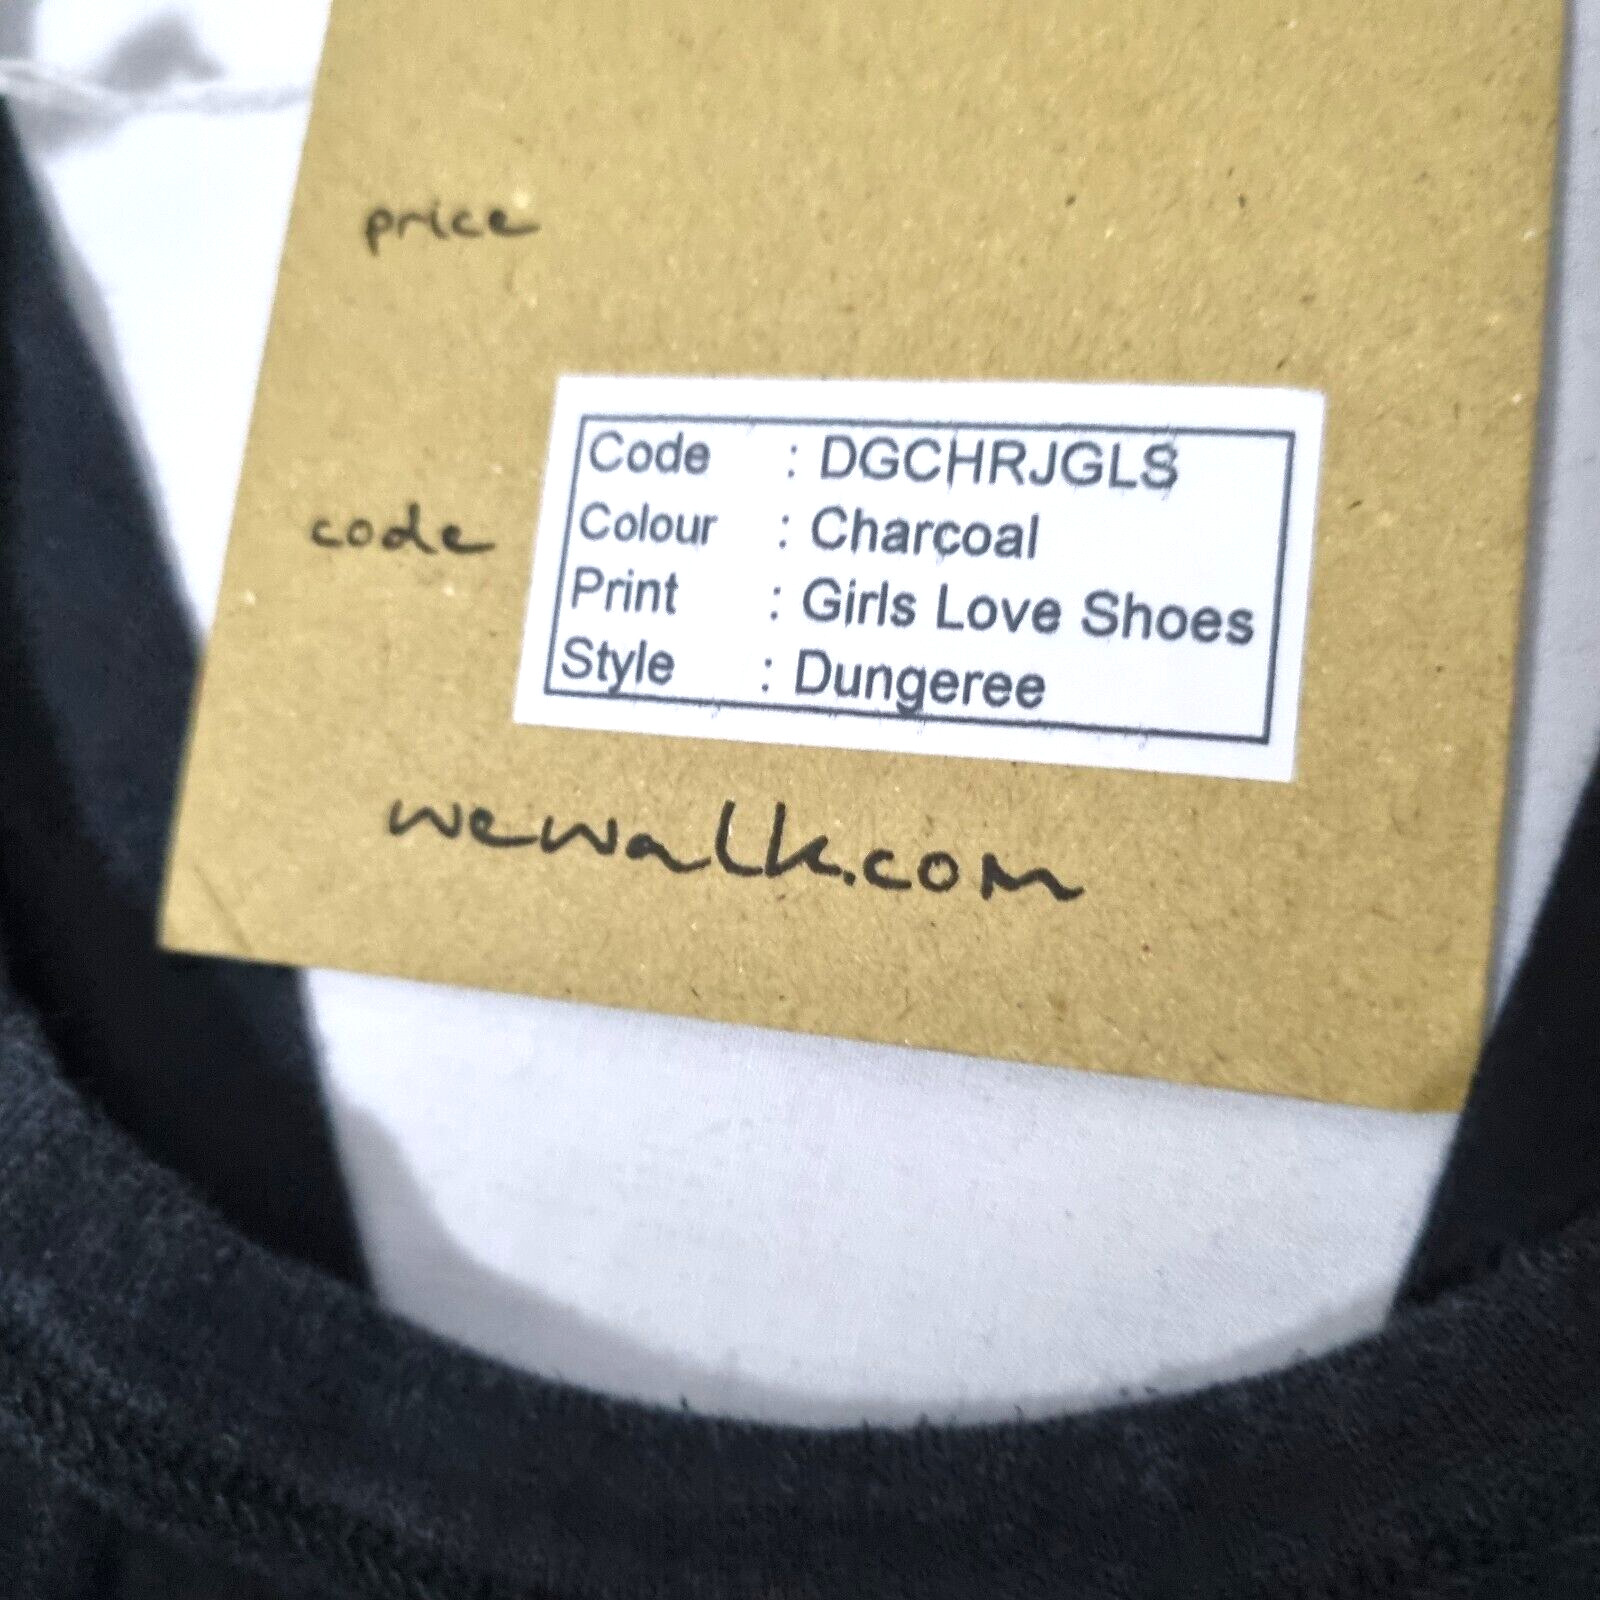 price
code
Code : DGCHRJGLS
Colour : Charcoal
Print : Girls Love Shoes
Style : Dungeree
wewalk.com